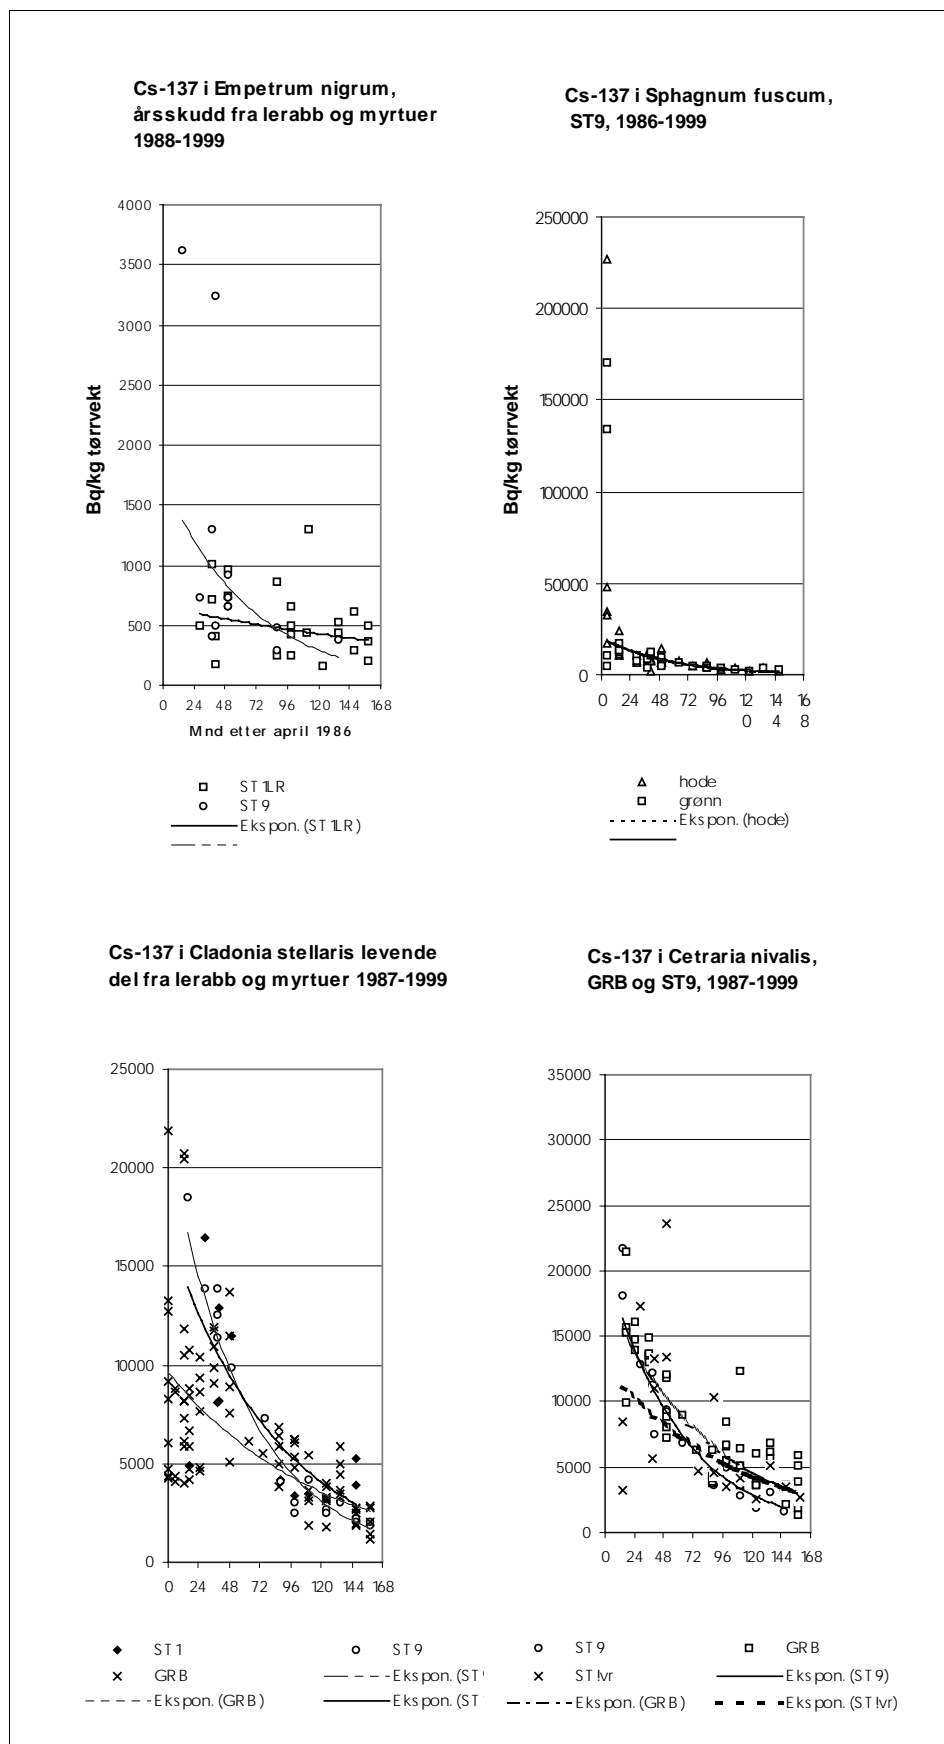 Cs-137 i Empetrum nigrum,
årsskudd fra lerabb og myrtuer
1988-1999
Bq/kg tørrvekt
4000
3500
3000
2500
2000
1500
1000
500
0
0 24 48 72 96 120 144 168
Mnd etter april 1986
ST1LR
ST9
Ekspon. (ST1LR)
Cs-137 i Sphagnum fuscum,
ST9, 1986-1999
Bq/kg tørrvekt
250000
200000
150000
100000
50000
0
0 24 48 72 96 12 14 16
0 4 8
hode
grønn
Ekspon. (hode)
Cs-137 i Cladonia stellaris levende
del fra lerabb og myrtuer 1987-1999
25000
20000
15000
10000
5000
0
0 24 48 72 96 120 144 168
ST1 ST9
GRB Ekspon. (ST9
Ekspon. (GRB) Ekspon. (ST
Cs-137 i Cetraria nivalis,
GRB og ST9, 1987-1999
35000
30000
25000
20000
15000
10000
5000
0
0 24 48 72 96 120 144 168
ST9 GRB
ST!vr Ekspon. (ST9)
Ekspon. (GRB) Ekspon. (ST!vr)